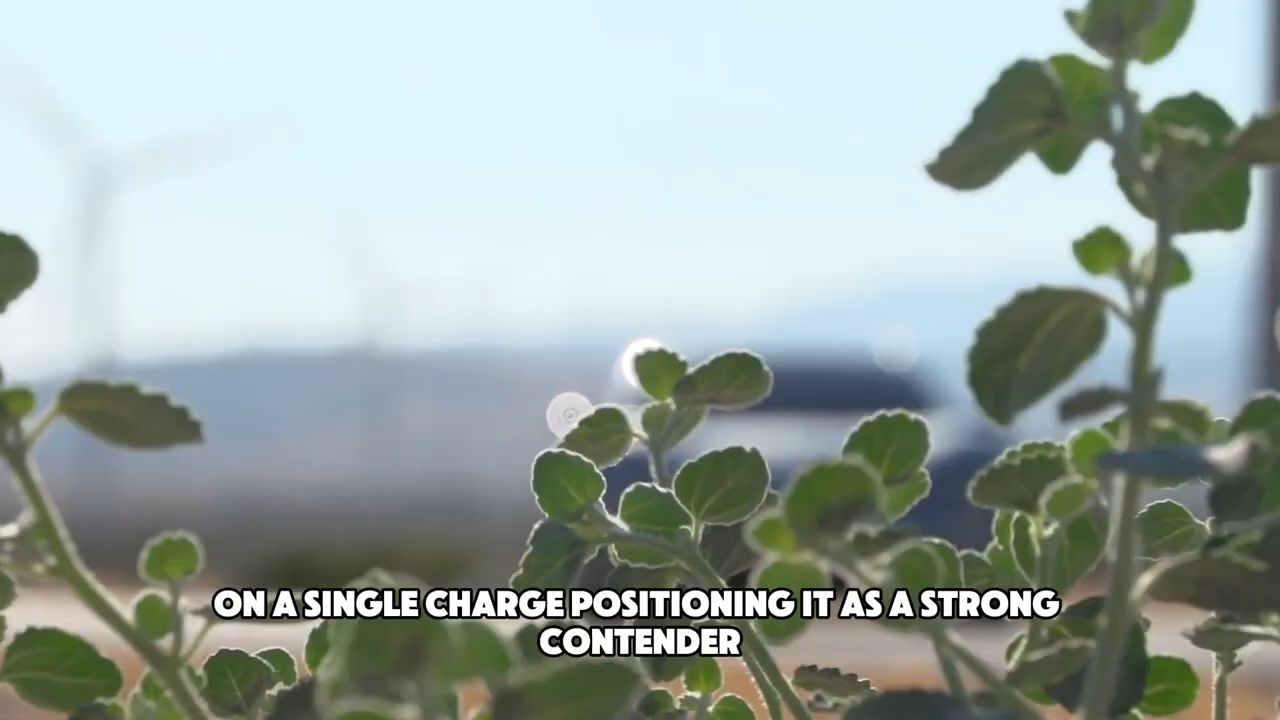 ON A SINGLE CHARGE POSITIONING IT AS A STRONG
CONTENDER